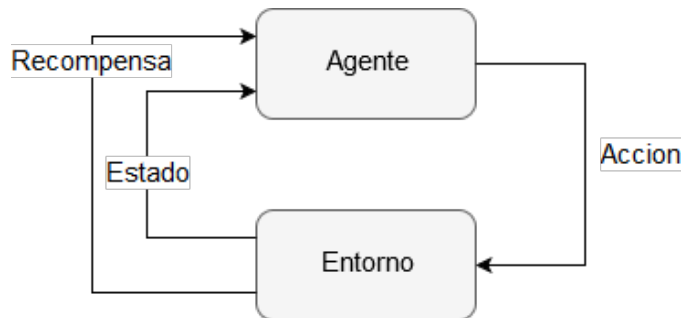 Recompensa
Agente
Accion
Estado
Entorno